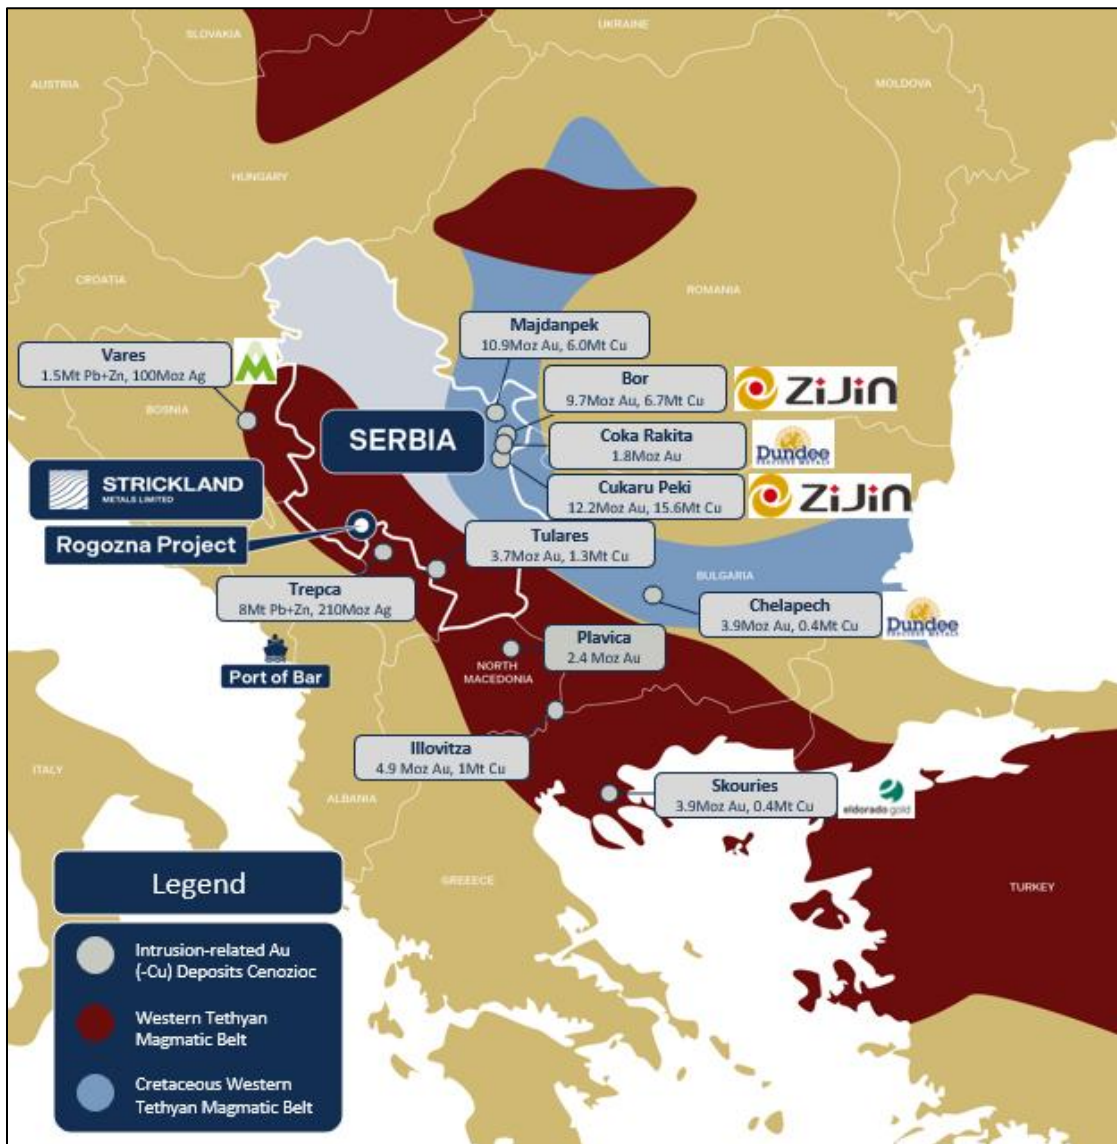 SLOVAKIA
UKRAINE
AUSTRIA
MOLDOVA
HUNGARY
CROATIA
ROMANIA
Majdanpek
10.9Moz Au, 6.0Mt Cu
Vares
1.5Mt Pb+Zn, 100Moz Ag
Bor
9.7Moz Au, 6.7Mt Cu
ZiJin
BOSNIA
SERBIA
Coka Rakita
1.8Moz Au
Dundee
PRECIOUS METALS
STRICKLAND
METALS LIMITED
Cukaru Peki
12.2Moz Au, 15.6Mt Cu
ZiJin
Rogozna Project
Tulares
3.7Moz Au, 1.3Mt Cu
BULGARIA
Trepca
8Mt Pb+Zn, 210Moz Ag
Chelapech
3.9Moz Au, 0.4Mt Cu
Dundee
PRECIOUS METALS
Plavica
2.4 Moz Au
NORTH
MACEDONIA
Port of Bar
Illovitza
4.9 Moz Au, 1Mt Cu
ITALY
ALBANIA
Skouries
3.9Moz Au, 0.4Mt Cu
eldorado gold
Legend
GREEECE
TURKEY
Intrusion-related Au
(-Cu) Deposits Cenozioc
Western Tethyan
Magmatic Belt
Cretaceous Western
Tethyan Magmatic Belt